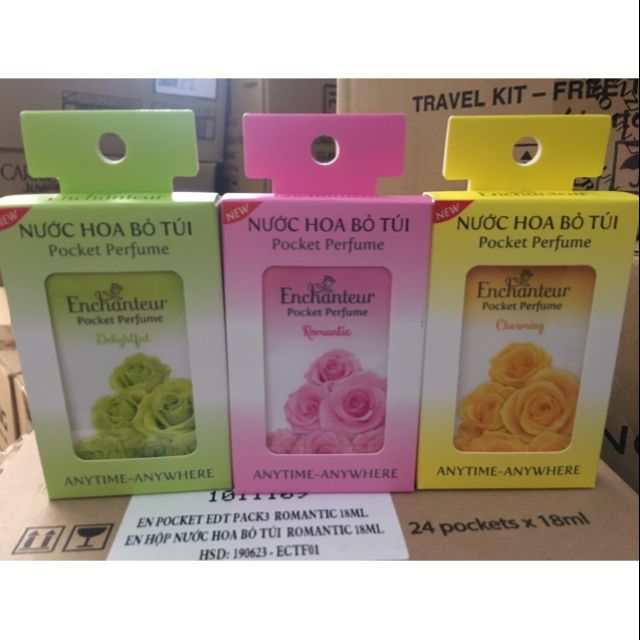 TRAVEL KIT – FREE
Enchanteur
NEW
NƯỚC HOA BỎ TÚI
Pocket Perfume
Enchanteur
Pocket Perfume
Delightful
ANYTIME-ANYWHERE
NEW
NƯỚC HOA BỎ TÚI
Pocket Perfume
Enchanteur
Pocket Perfume
Romantic
ANYTIME-ANYWHERE
Enchanteur
NEW
NƯỚC HOA BỎ TÚI
Pocket Perfume
Enchanteur
Pocket Perfume
Charming
ANYTIME-ANYWHERE
1011169
EN POCKET EDT PACK3 ROMANTIC 18ML
EN HỘP NƯỚC HOA BỎ TÚI ROMANTIC 18ML
HSD: 190623 - ECTF01
24 pockets x 18ml